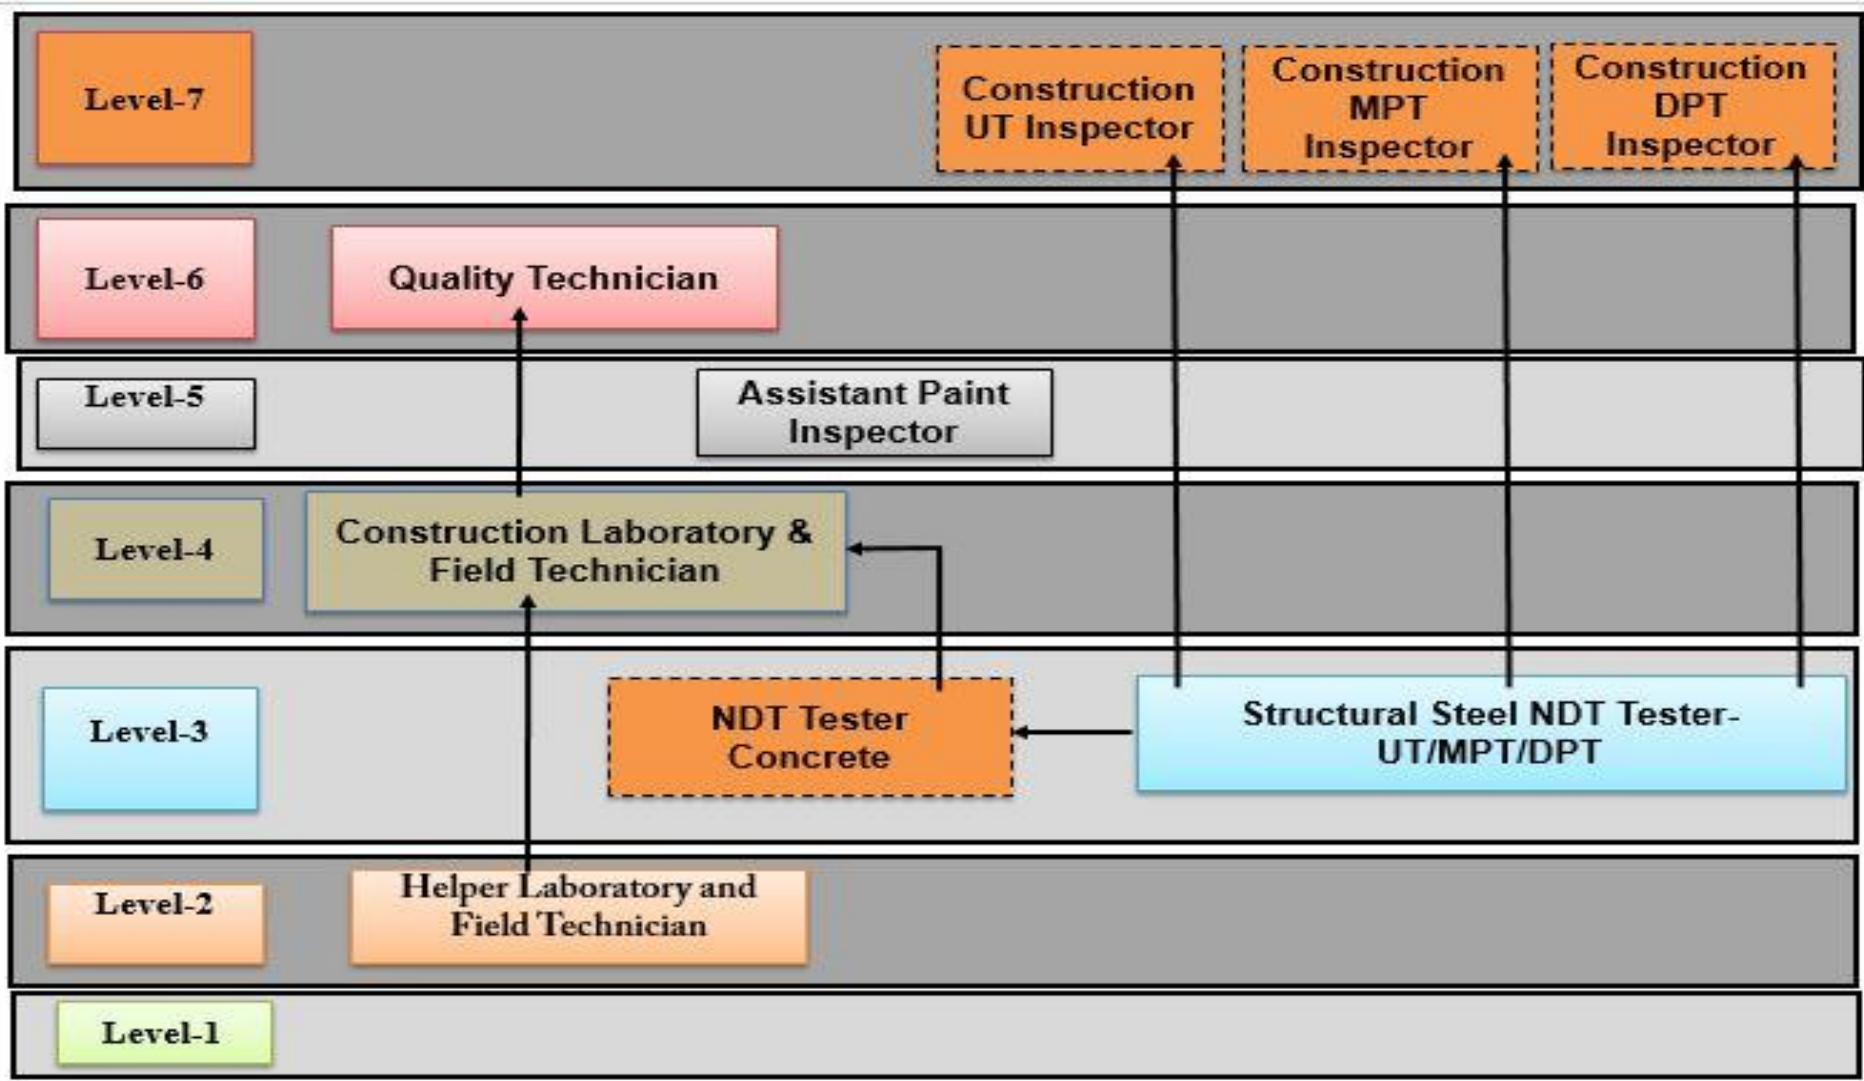 Level-7
Construction
UT Inspector
Construction
MPT
Inspector
Construction
DPT
Inspector
Level-6
Quality Technician
Level-5
Assistant Paint
Inspector
Level-4
Construction Laboratory &
Field Technician
Level-3
NDT Tester
Concrete
Structural Steel NDT Tester-
UT/MPT/DPT
Level-2
Helper Laboratory and
Field Technician
Level-1